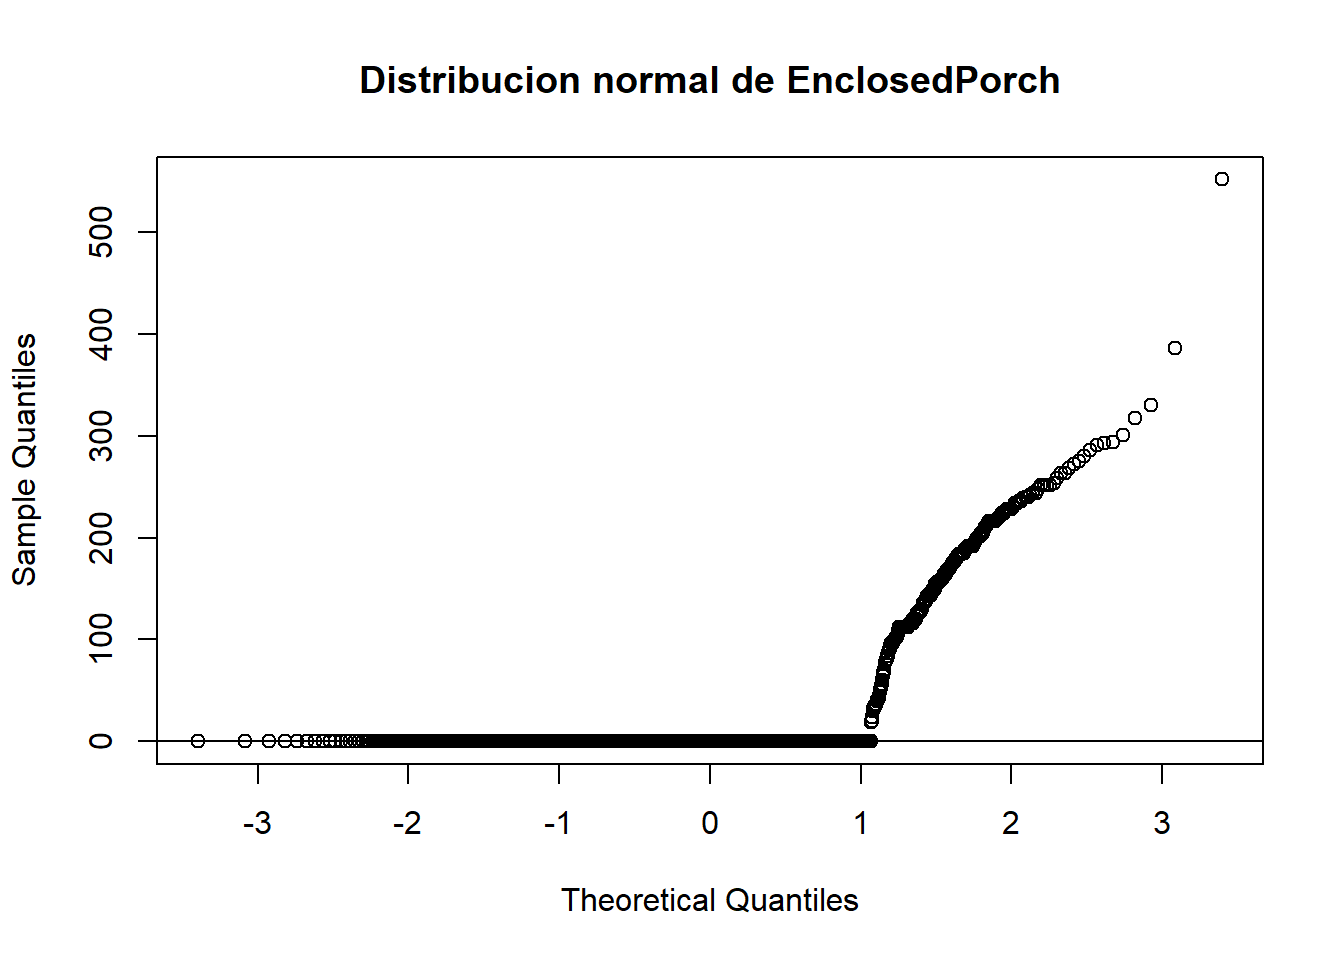 Distribucion normal de EnclosedPorch
Sample Quantiles
500
400
300
200
100
0
-3 -2 -1 0 1 2 3
Theoretical Quantiles